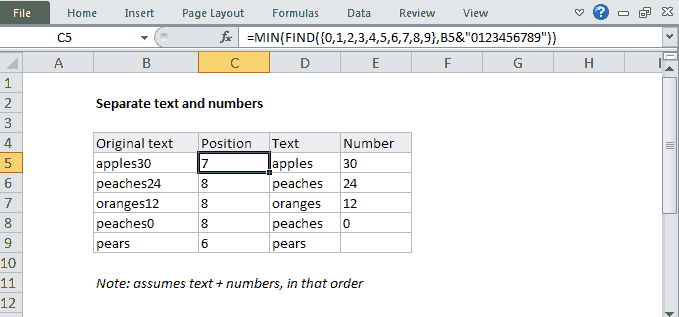 File Home Insert Page Layout Formulas Data Review View
C5 fx =MIN(FIND({0,1,2,3,4,5,6,7,8,9},B5&"0123456789"))
A B C D E F G H I
1
2 Separate text and numbers
3
4 Original text Position Text Number
5 apples30 7 apples 30
6 peaches24 8 peaches 24
7 oranges12 8 oranges 12
8 peaches0 8 peaches 0
9 pears 6 pears
10
11 Note: assumes text + numbers, in that order
12